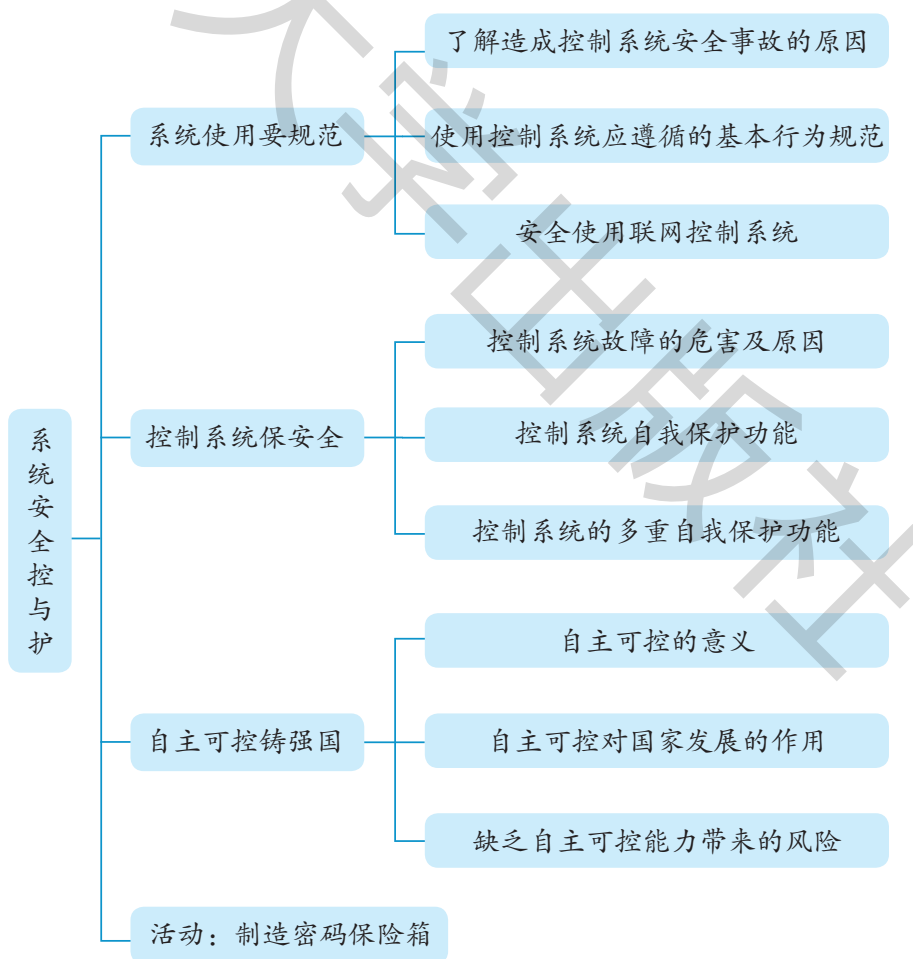 系统安全控与护
系统使用要规范
了解造成控制系统安全事故的原因
使用控制系统应遵循的基本行为规范
安全使用联网控制系统
控制系统保安全
控制系统故障的危害及原因
控制系统自我保护功能
控制系统的多重自我保护功能
自主可控铸强国
自主可控的意义
自主可控对国家发展的作用
缺乏自主可控能力带来的风险
活动：制造密码保险箱
大学出版社